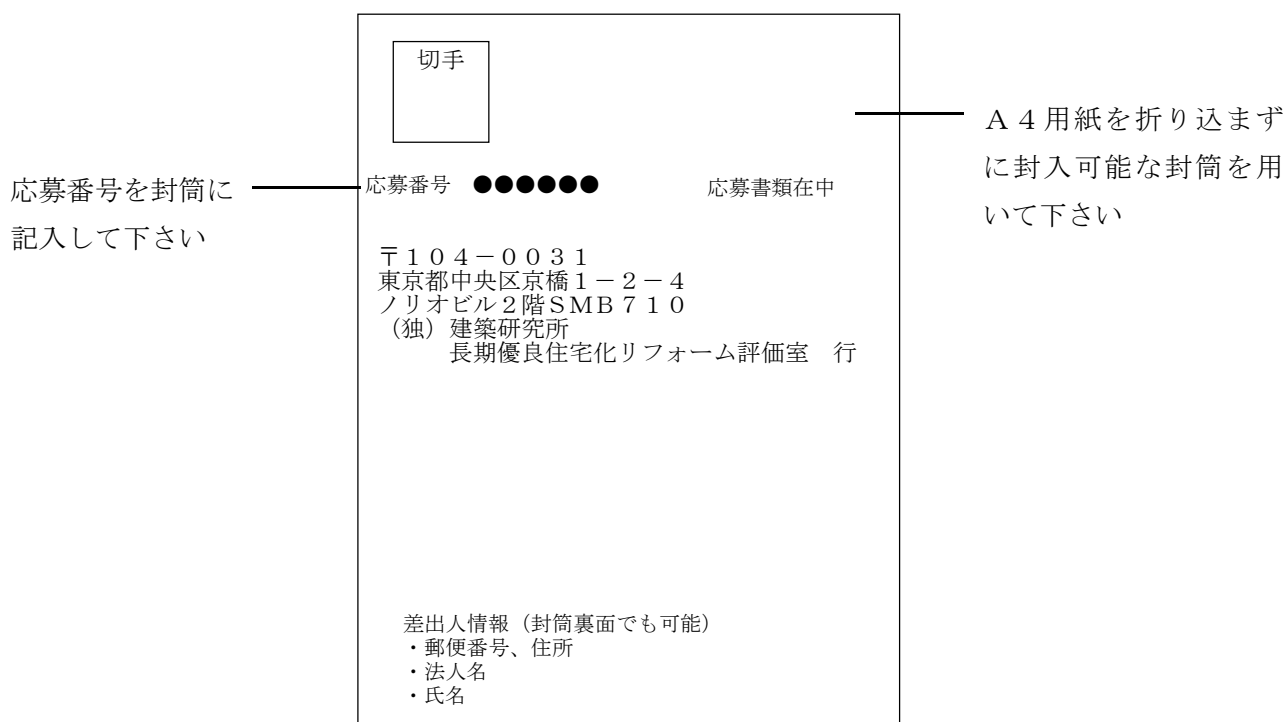 切手
A4用紙を折り込まず
に封入可能な封筒を用
いて下さい
応募番号を封筒に
記入して下さい
応募番号 ●●●●●●
応募書類在中
〒104-0031
東京都中央区京橋1-2-4
ノリオビル2階SMB710
(独)建築研究所
長期優良住宅化リフォーム評価室 行
差出人情報(封筒裏面でも可能)
・郵便番号、住所
・法人名
・氏名